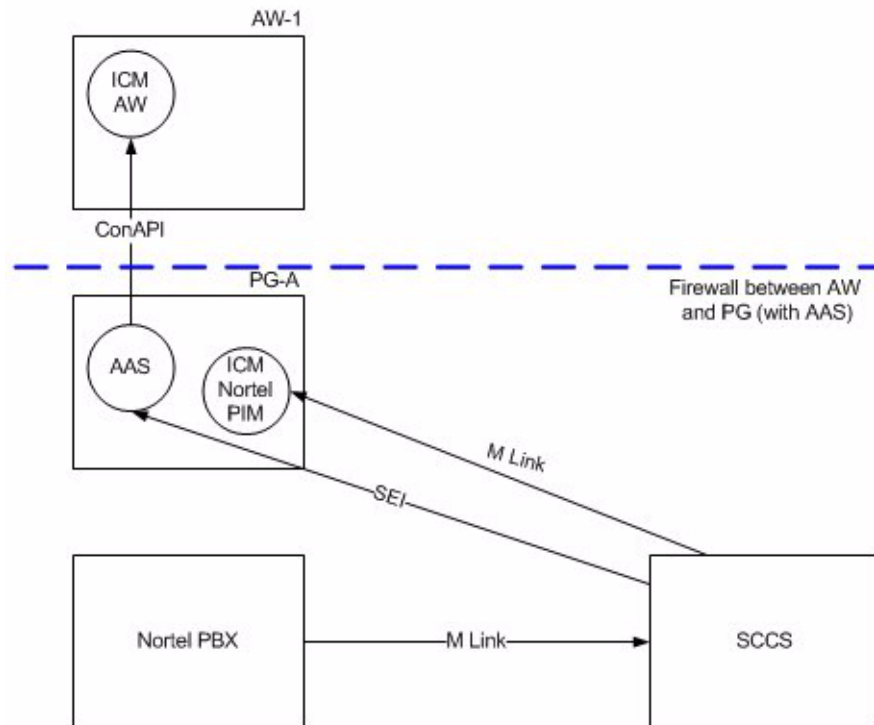 AW-1
ICM
AW
ConAPI
PG-A
Firewall between AW
and PG (with AAS)
AAS
ICM
Nortel
PIM
M Link
SEI
Nortel PBX
M Link
SCCS